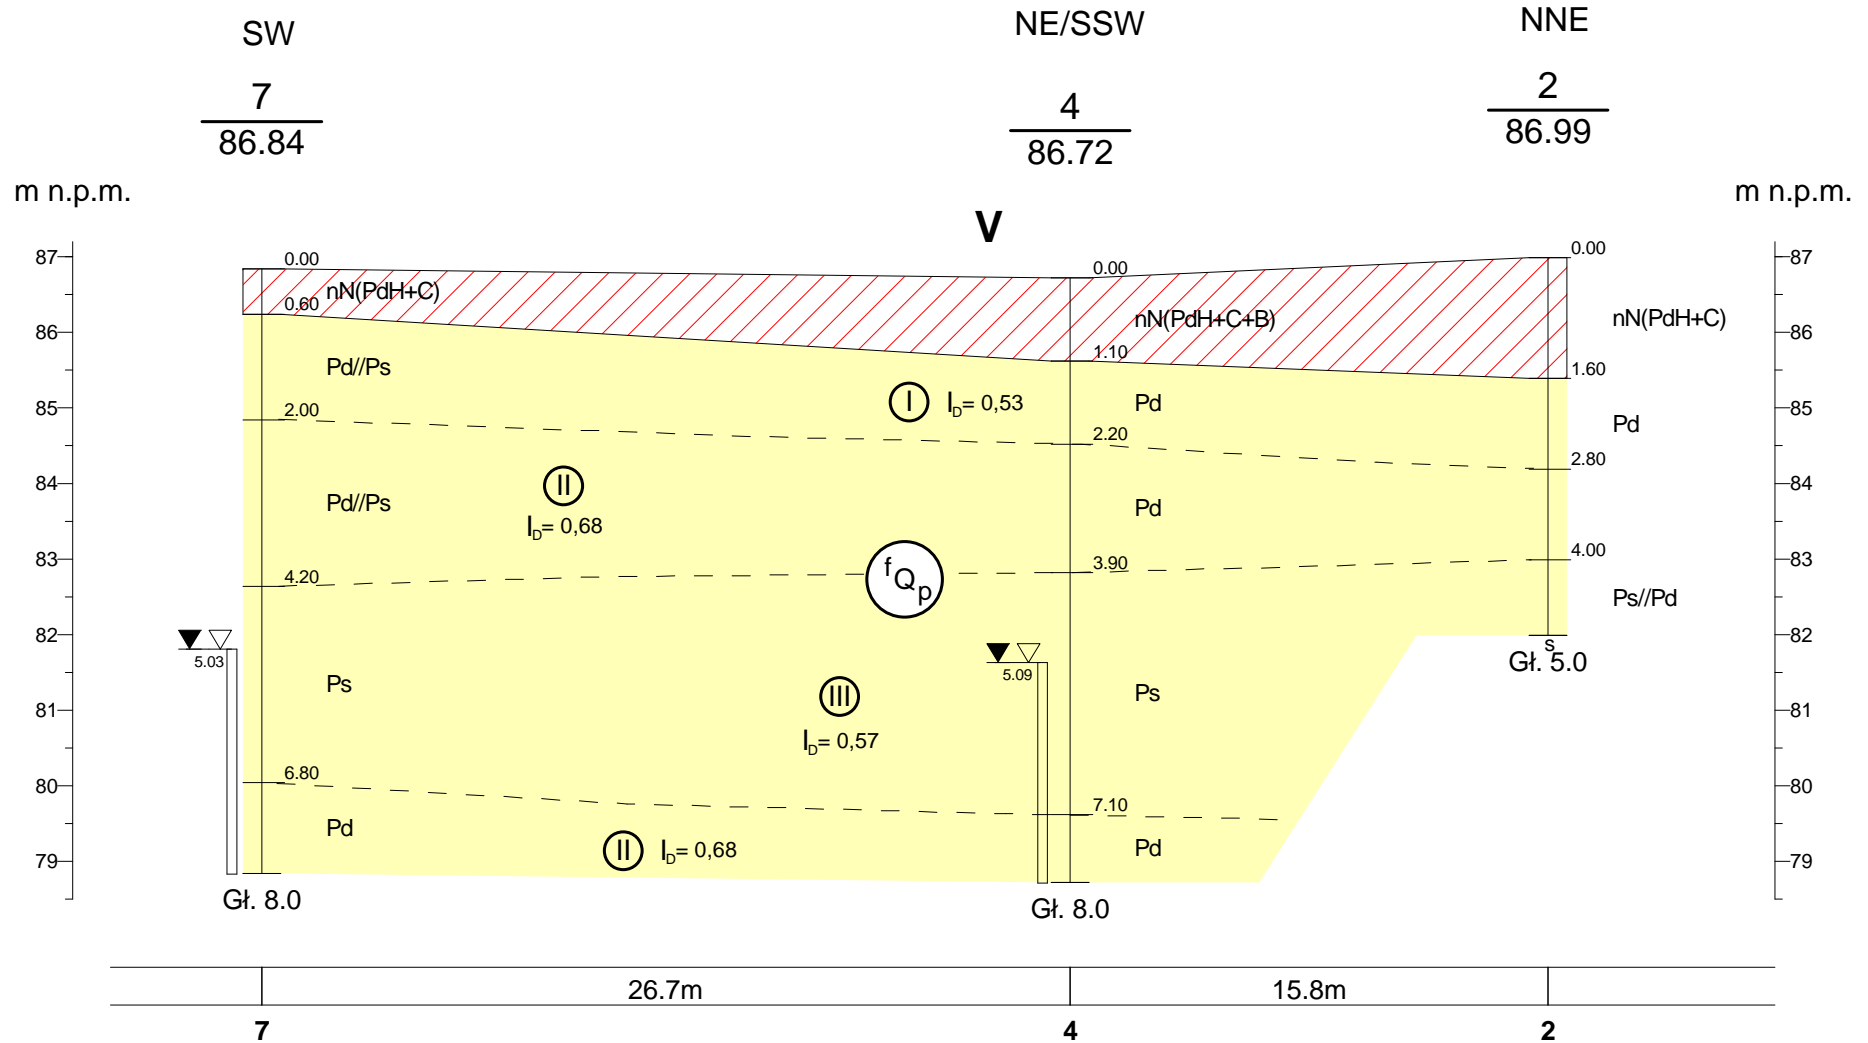 SW
NE/SSW
NNE
7
86.84
4
86.72
2
86.99
m n.p.m.
m n.p.m.
V
87
86
85
84
83
82
81
80
79
0.00
nN(PdH+C)
0.60
Pd//Ps
2.00
Pd//Ps
4.20
5.03
Ps
6.80
Pd
Gł. 8.0
I
I_D= 0,53
II
I_D= 0,68
fQp
III
I_D= 0,57
II
I_D= 0,68
0.00
nN(PdH+C+B)
1.10
Pd
2.20
Pd
3.90
5.09
Ps
7.10
Pd
Gł. 8.0
0.00
nN(PdH+C)
1.60
Pd
2.80
4.00
Ps//Pd
s
Gł. 5.0
87
86
85
84
83
82
81
80
79
26.7m
15.8m
7
4
2